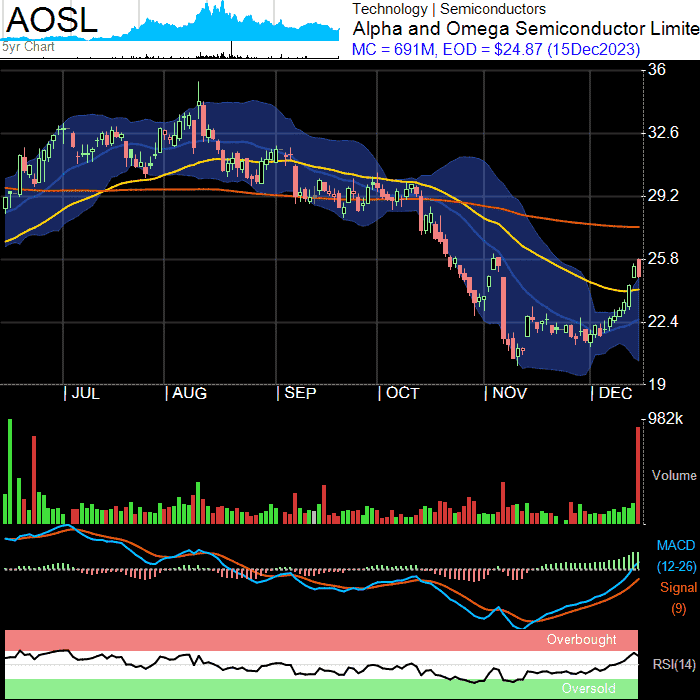 AOSL
5yr Chart
Technology | Semiconductors
Alpha and Omega Semiconductor Limite
MC = 691M, EOD = $24.87 (15Dec2023)
36
32.6
29.2
25.8
22.4
19
| JUL | AUG | SEP | OCT | NOV | DEC
982k
Volume
MACD
(12-26)
Signal
(9)
Overbought
RSI(14)
Oversold